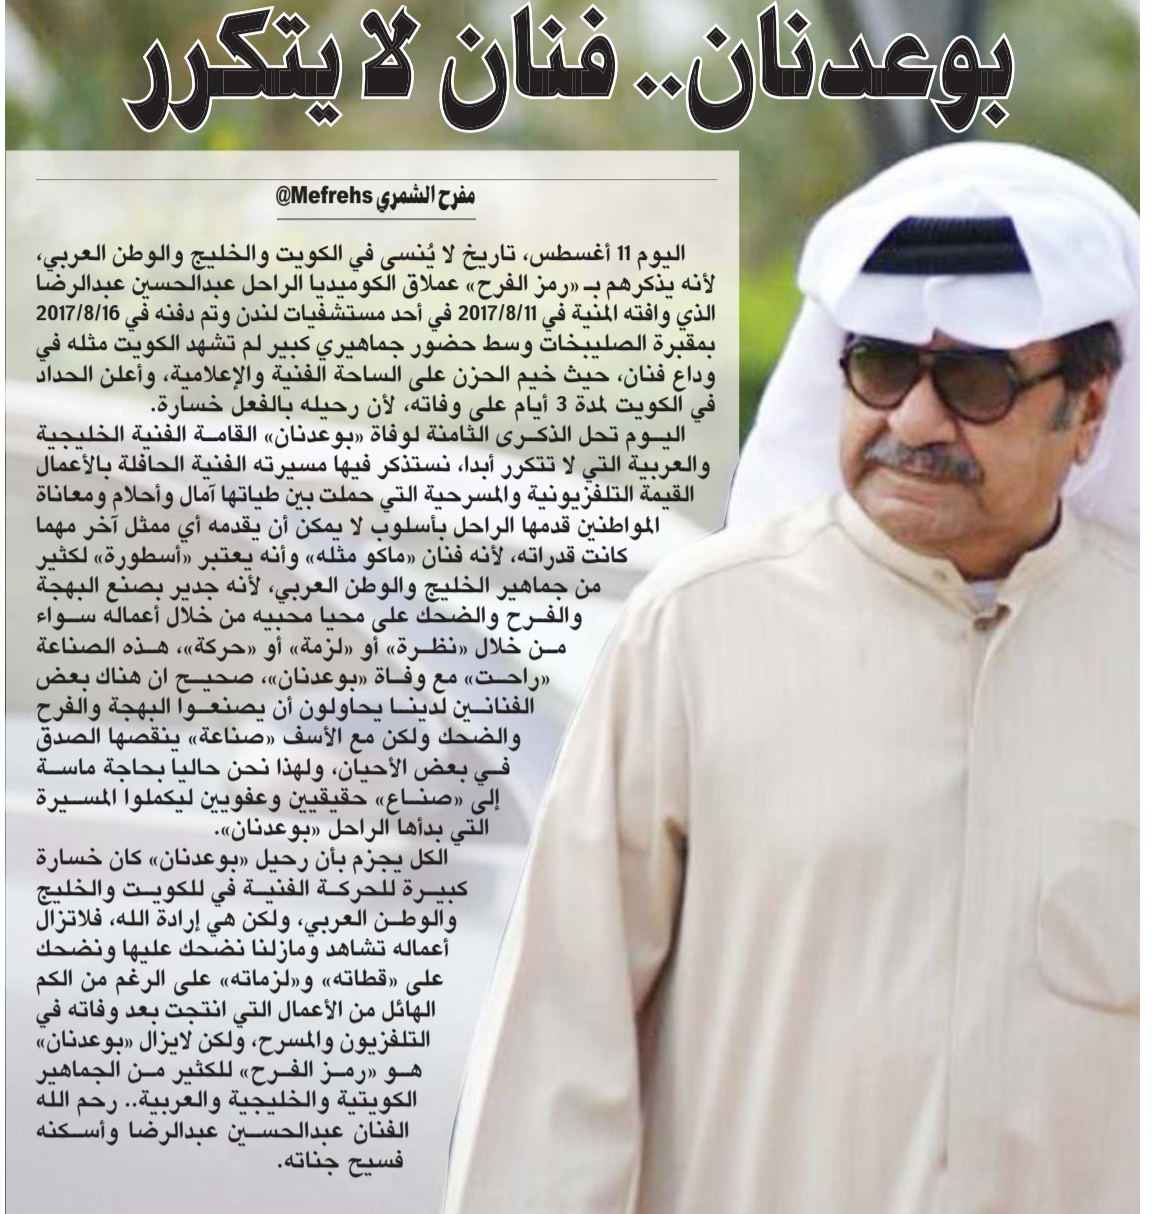 بوعدنان.. فنان لا يتكرر
مفرح الشمري Mefrehs@
اليوم 11 أغسطس، تاريخ لا يُنسى في الكويت والخليج والوطن العربي،
لأنه يذكرهم بـ «رمز الفرح» عملاق الكوميديا الراحل عبدالحسين عبدالرضا
الذي وافته المنية في 2017/8/11 في أحد مستشفيات لندن وتم دفنه في 2017/8/16
بمقبرة الصليبخات وسط حضور جماهيري كبير لم تشهد الكويت مثله في
وداع فنان، حيث خيم الحزن على الساحة الفنية والإعلامية، وأعلن الحداد
في الكويت لمدة 3 أيام على وفاته، لأن رحيله بالفعل خسارة.
اليوم تحل الذكرى الثامنة لوفاة «بوعدنان» القامة الفنية الخليجية
والعربية التي لا تتكرر أبدا، نستذكر فيها مسيرته الفنية الحافلة بالأعمال
القيمة التلفزيونية والمسرحية التي حملت بين طياتها آمال وأحلام ومعاناة
المواطنين قدمها الراحل بأسلوب لا يمكن أن يقدمه أي ممثل آخر مهما
كانت قدراته، لأنه فنان «ماكو مثله» وأنه يعتبر «أسطورة» لكثير
من جماهير الخليج والوطن العربي، لأنه جدير بصنع البهجة
والفرح والضحك على محيا محبيه من خلال أعماله سواء
من خلال «نظرة» أو «لزمة» أو «حركة»، هذه الصناعة
«راحت» مع وفاة «بوعدنان»، صحيح ان هناك بعض
الفنانين لدينا يحاولون أن يصنعوا البهجة والفرح
والضحك ولكن مع الأسف «صناعة» ينقصها الصدق
في بعض الأحيان، ولهذا نحن حاليا بحاجة ماسة
إلى «صناع» حقيقيين وعفويين ليكملوا المسيرة
التي بدأها الراحل «بوعدنان».
الكل يجزم بأن رحيل «بوعدنان» كان خسارة
كبيرة للحركة الفنية في للكويت والخليج
والوطن العربي، ولكن هي إرادة الله، فلاتزال
أعماله تشاهد ومازلنا نضحك عليها ونضحك
على «قطاته» و«لزماته» على الرغم من الكم
الهائل من الأعمال التي انتجت بعد وفاته في
التلفزيون والمسرح، ولكن لايزال «بوعدنان»
هو «رمز الفرح» للكثير من الجماهير
الكويتية والخليجية والعربية.. رحم الله
الفنان عبدالحسين عبدالرضا وأسكنه
فسيح جناته.